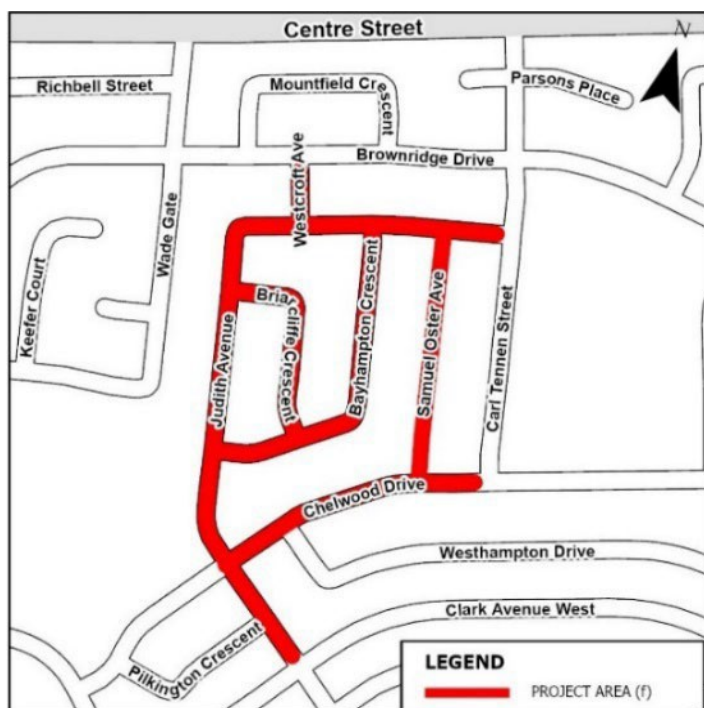 Centre Street
N
Richbell Street
Mountfield Crescent
Parsons Place
Brownridge Drive
Westcroft Ave
Wade Gate
Keefer Court
Briarcliffe Crescent
Bayhampton Crescent
Judith Avenue
Samuel Oster Ave
Carl Tennen Street
Chelwood Drive
Westhampton Drive
Clark Avenue West
Pilkington Crescent
LEGEND
PROJECT AREA (f)